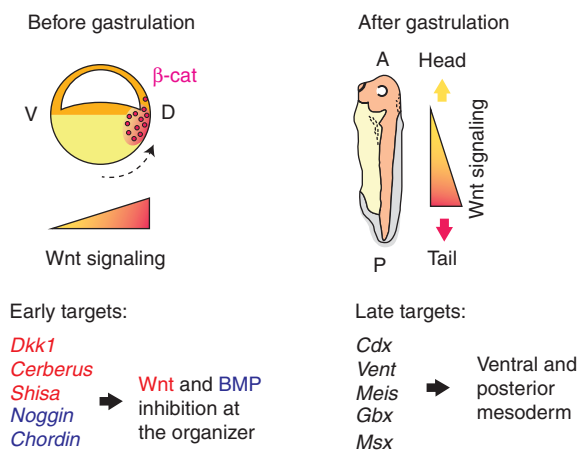 Before gastrulation
After gastrulation
β-cat
V
D
Wnt signaling
A
Head
Wnt signaling
P
Tail
Early targets:
Dkk1
Cerberus
Shisa
Noggin
Chordin
Wnt and BMP
inhibition at
the organizer
Late targets:
Cdx
Vent
Meis
Gbx
Msx
Ventral and
posterior
mesoderm